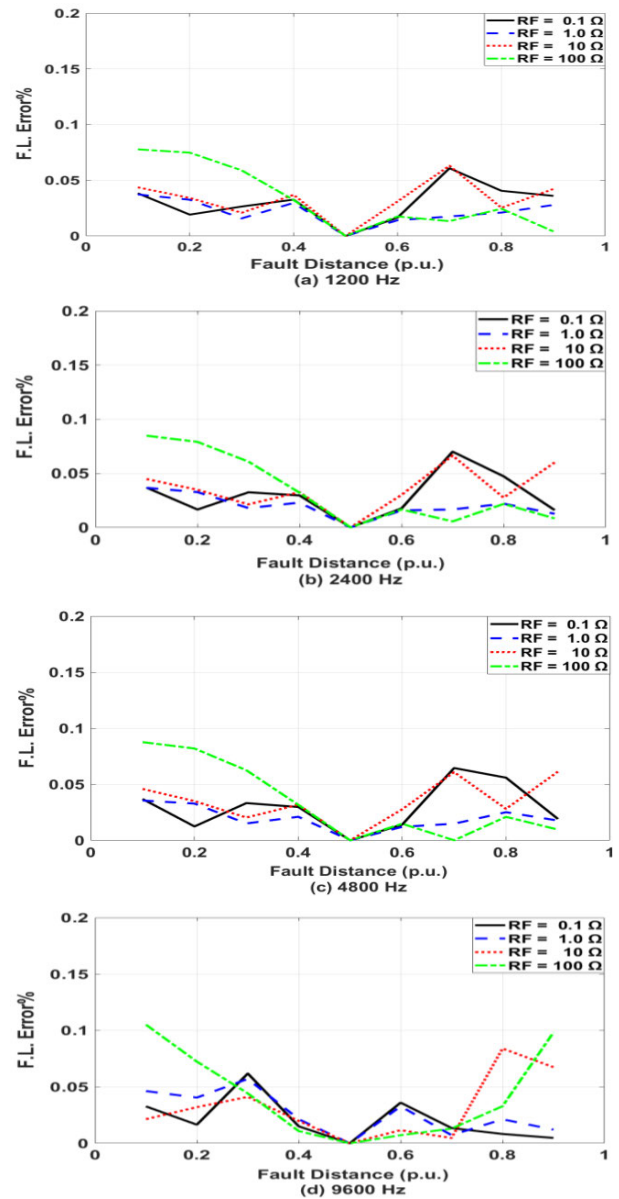 0.2
0.15
0.1
0.05
0
F.L. Error%
RF = 0.1 Ω
RF = 1.0 Ω
RF = 10 Ω
RF = 100 Ω
0 0.2 0.4 0.6 0.8 1
Fault Distance (p.u.)
(a) 1200 Hz
0.2
0.15
0.1
0.05
0
F.L. Error%
RF = 0.1 Ω
RF = 1.0 Ω
RF = 10 Ω
RF = 100 Ω
0 0.2 0.4 0.6 0.8 1
Fault Distance (p.u.)
(b) 2400 Hz
0.2
0.15
0.1
0.05
0
F.L. Error%
RF = 0.1 Ω
RF = 1.0 Ω
RF = 10 Ω
RF = 100 Ω
0 0.2 0.4 0.6 0.8 1
Fault Distance (p.u.)
(c) 4800 Hz
0.2
0.15
0.1
0.05
0
F.L. Error%
RF = 0.1 Ω
RF = 1.0 Ω
RF = 10 Ω
RF = 100 Ω
0 0.2 0.4 0.6 0.8 1
Fault Distance (p.u.)
(d) 9600 Hz